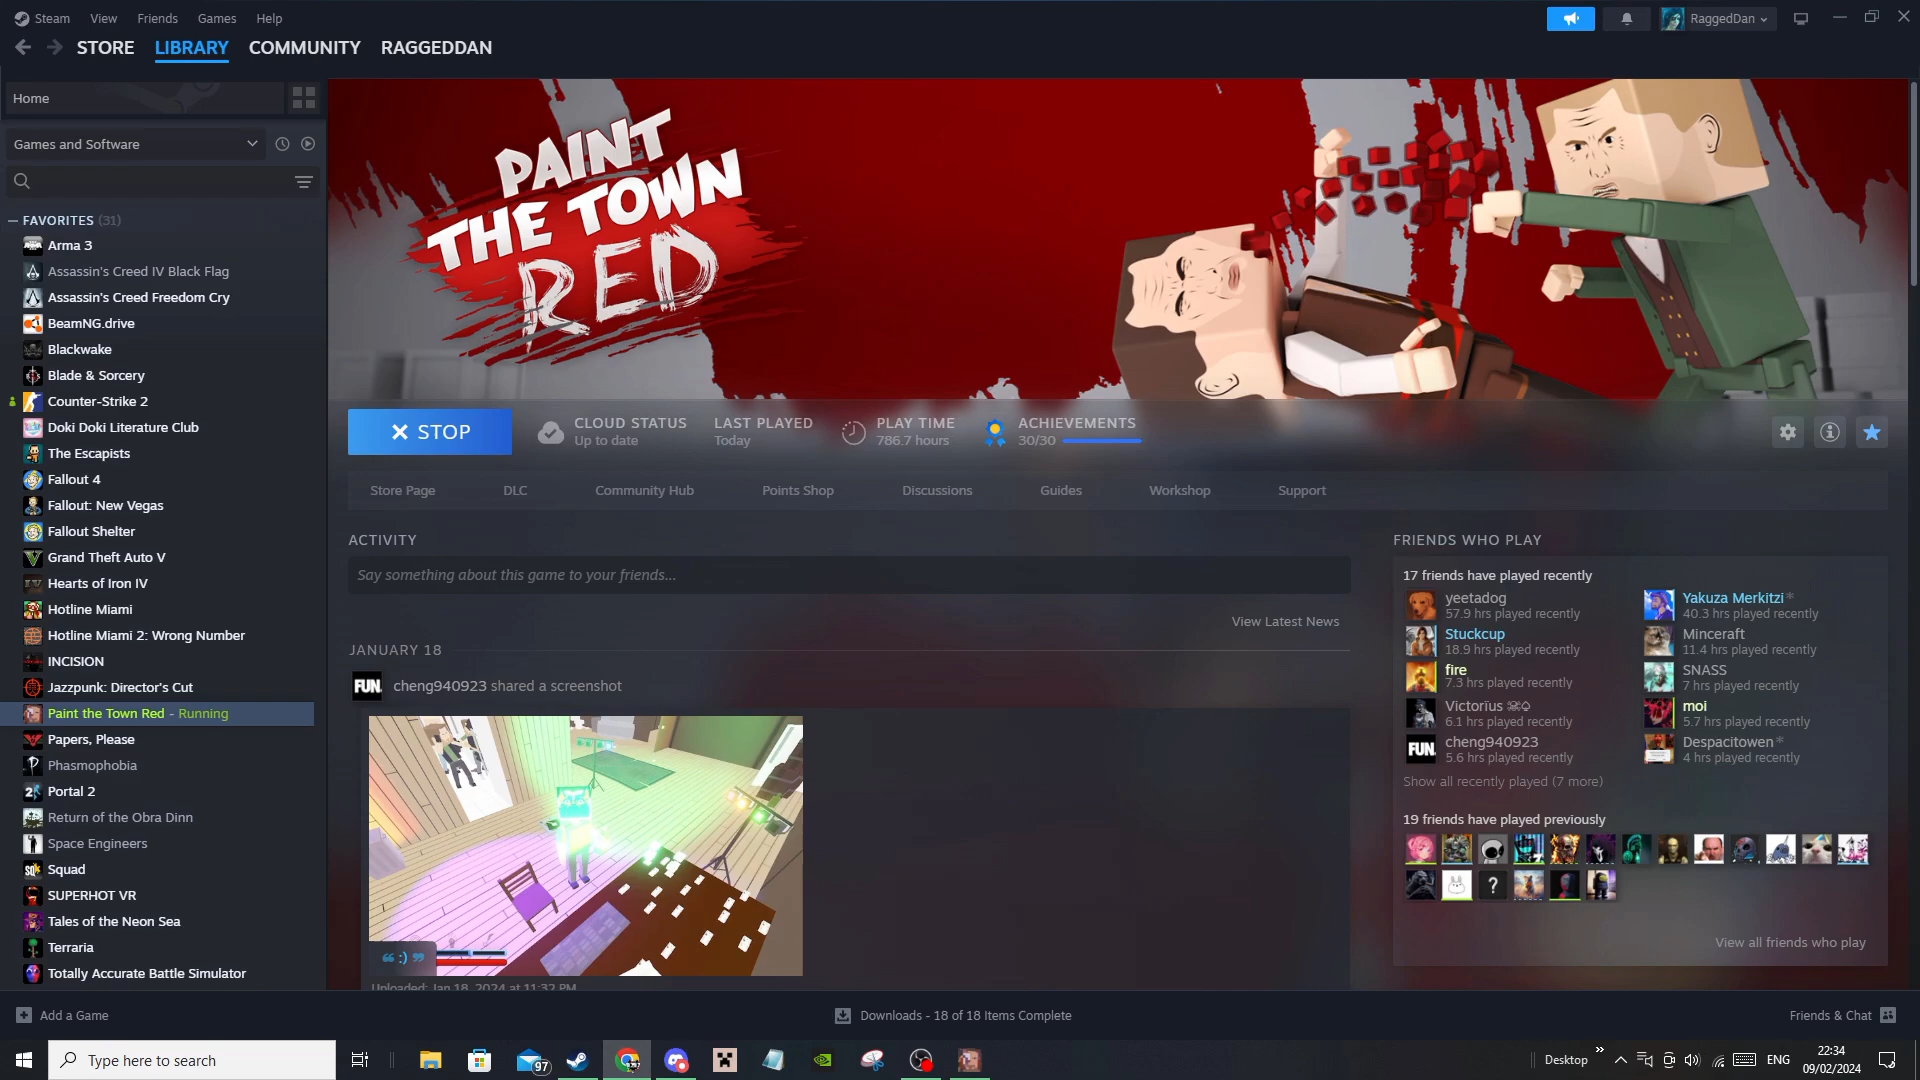 Steam View Friends Games Help
RaggedDan
STORE LIBRARY COMMUNITY RAGGEDDAN
Home
Games and Software
FAVORITES (31)
Arma 3
Assassin's Creed IV Black Flag
Assassin's Creed Freedom Cry
BeamNG.drive
Blackwake
Blade & Sorcery
Counter-Strike 2
Doki Doki Literature Club
The Escapists
Fallout 4
Fallout: New Vegas
Fallout Shelter
Grand Theft Auto V
Hearts of Iron IV
Hotline Miami
Hotline Miami 2: Wrong Number
INCISION
Jazzpunk: Director's Cut
Paint the Town Red - Running
Papers, Please
Phasmophobia
Portal 2
Return of the Obra Dinn
Space Engineers
Squad
SUPERHOT VR
Tales of the Neon Sea
Terraria
Totally Accurate Battle Simulator
PAINT
THE TOWN
RED
STOP
CLOUD STATUS
Up to date
LAST PLAYED
Today
PLAY TIME
786.7 hours
ACHIEVEMENTS
30/30
Store Page DLC Community Hub Points Shop Discussions Guides Workshop Support
ACTIVITY
Say something about this game to your friends...
View Latest News
JANUARY 18
FUN. cheng940923 shared a screenshot
“ :) ”
Uploaded: Jan 18, 2024 at 11:32 PM
FRIENDS WHO PLAY
17 friends have played recently
yeetadog
57.9 hrs played recently
Yakuza Merkitzi *
40.3 hrs played recently
Stuckcup
18.9 hrs played recently
Minceraft
11.4 hrs played recently
fire
7.3 hrs played recently
SNASS
7 hrs played recently
Victorïus ☠♤
6.1 hrs played recently
moi
5.7 hrs played recently
FUN.
cheng940923
5.6 hrs played recently
Despacitowen *
4 hrs played recently
Show all recently played (7 more)
19 friends have played previously
?
View all friends who play
Add a Game
Downloads - 18 of 18 Items Complete
Friends & Chat
Type here to search
97
Desktop
ENG
22:34
09/02/2024